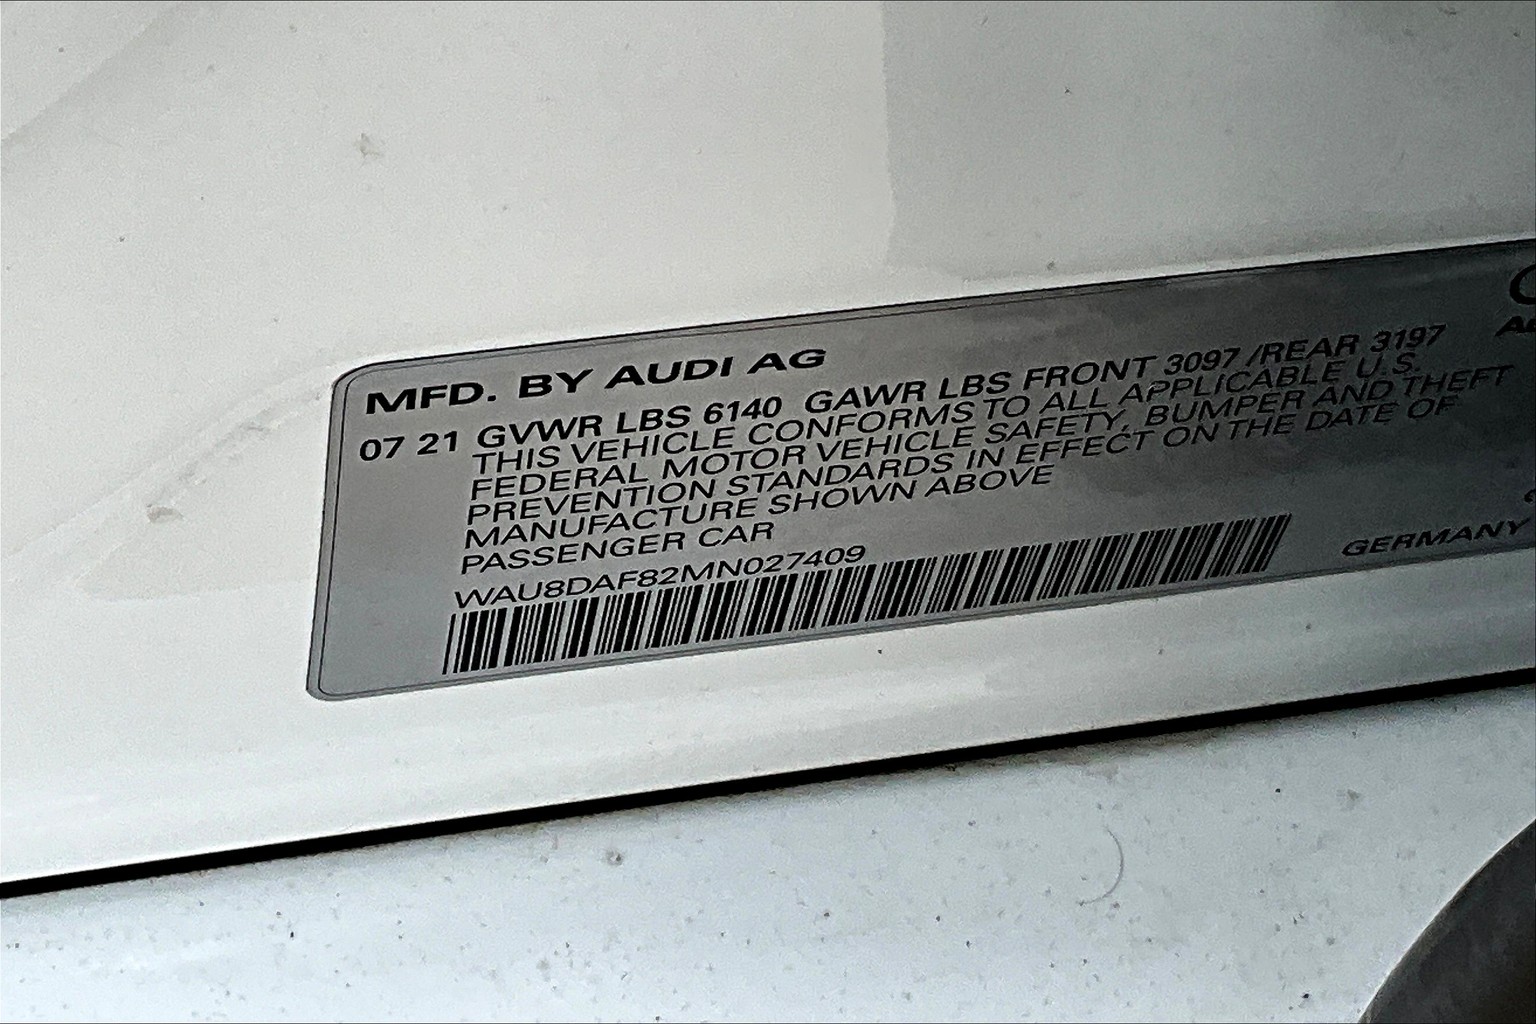 MFD. BY AUDI AG
07 21 GVWR LBS 6140 GAWR LBS FRONT 3097 /REAR 3197
THIS VEHICLE CONFORMS TO ALL APPLICABLE U.S.
FEDERAL MOTOR VEHICLE SAFETY, BUMPER AND THEFT
PREVENTION STANDARDS IN EFFECT ON THE DATE OF
MANUFACTURE SHOWN ABOVE
PASSENGER CAR
WAU8DAF82MN027409
GERMANY